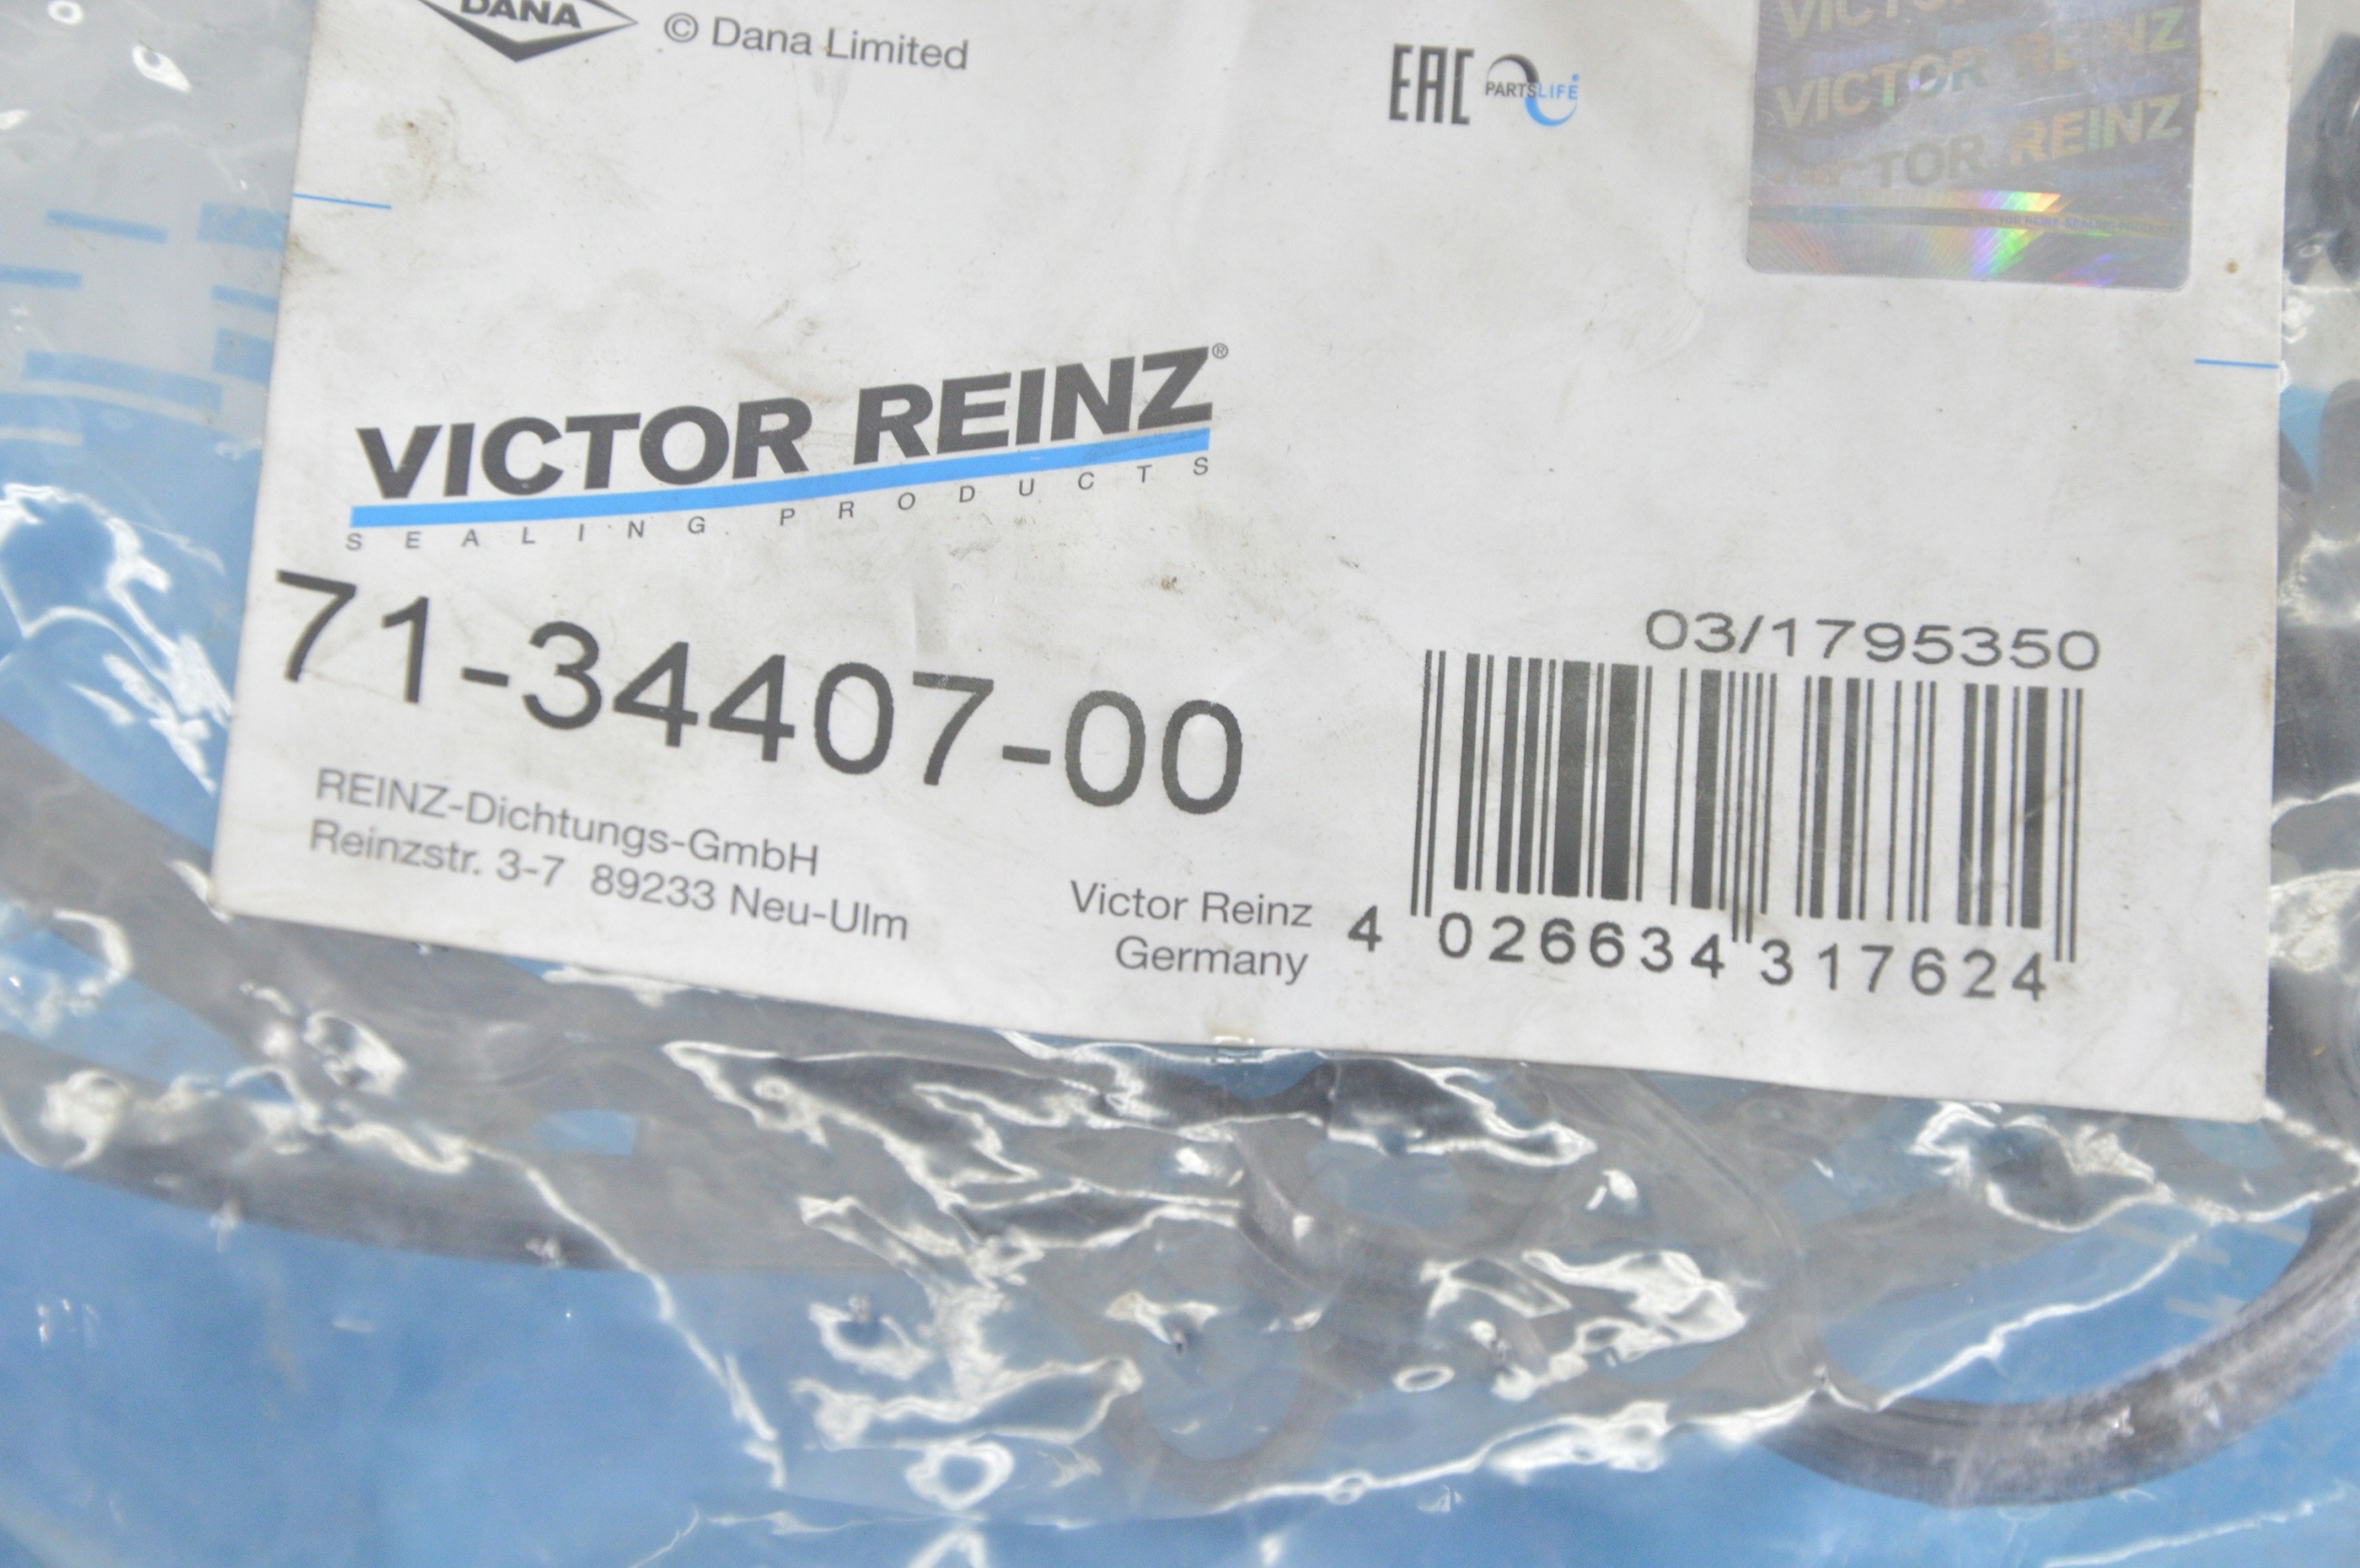 DANA
© Dana Limited
EAC
PARTSLIFE
VICTOR REINZ
VICTOR REINZ
VICTOR REINZ
VICTOR REINZ®
SEALING PRODUCTS
71-34407-00
03/1795350
REINZ-Dichtungs-GmbH
Reinzstr. 3-7 89233 Neu-Ulm
Victor Reinz
Germany
4 026634 317624